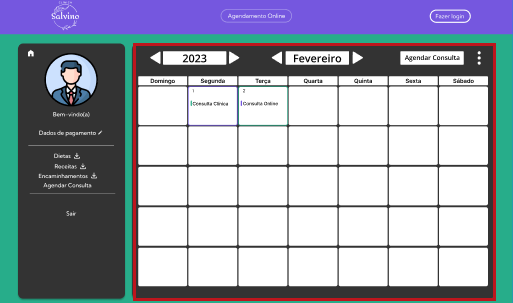 Salvino
Agendamento Online
Fazer login
Bem-vindo(a)
Dados de pagamento
Dietas
Receitas
Encaminhamentos
Agendar Consulta
Sair
2023
Fevereiro
Agendar Consulta
Domingo Segunda Terça Quarta Quinta Sexta Sábado
1 2
Consulta Clínica Consulta Online